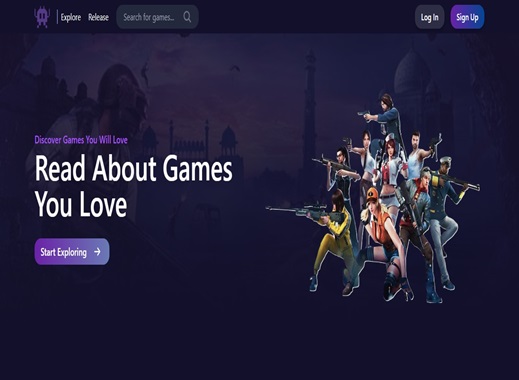 Explore
Release
Search for games..
Log In
Sign Up
Discover Games You Will Love
Read About Games
You Love
Start Exploring